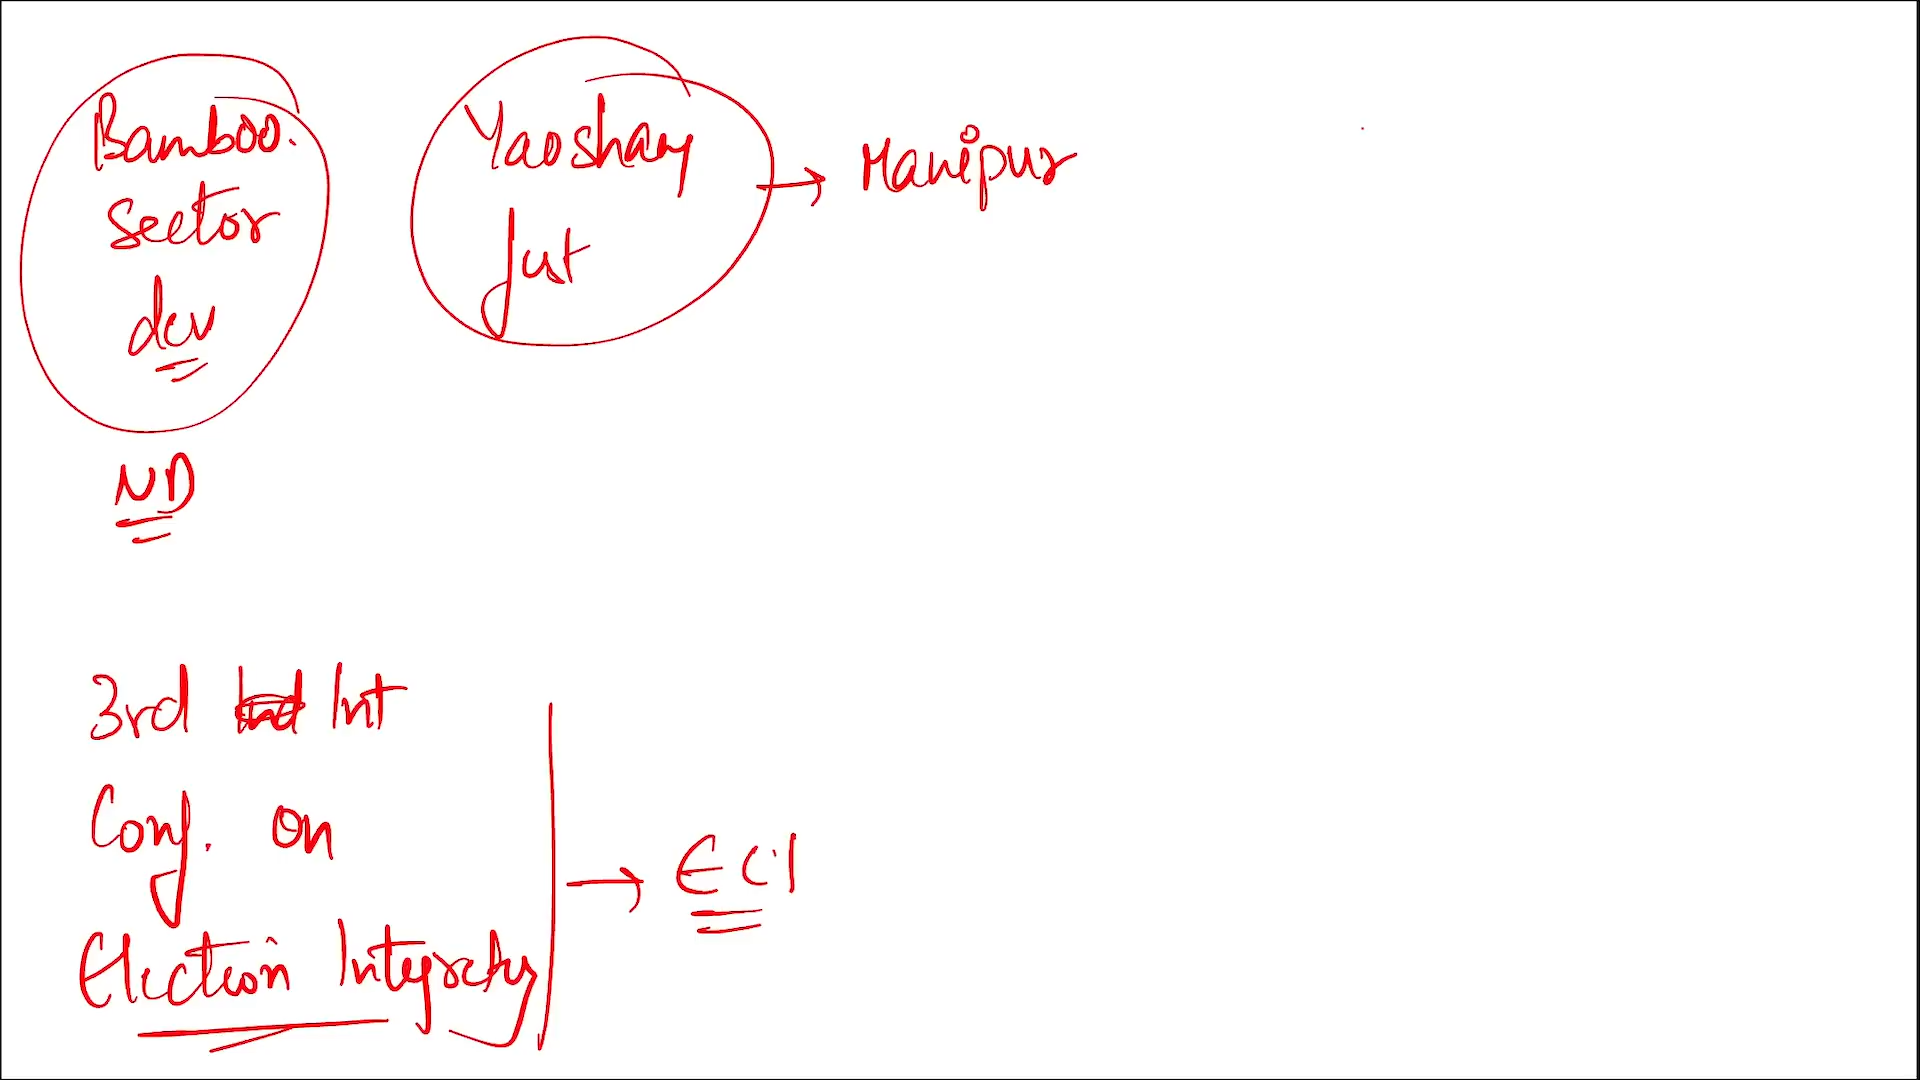 Bamboo.
Sector
dev
ND
Yaoshang
fest
→ Manipur
3rd Int
Conf. on
Election Integrity
→ ECI